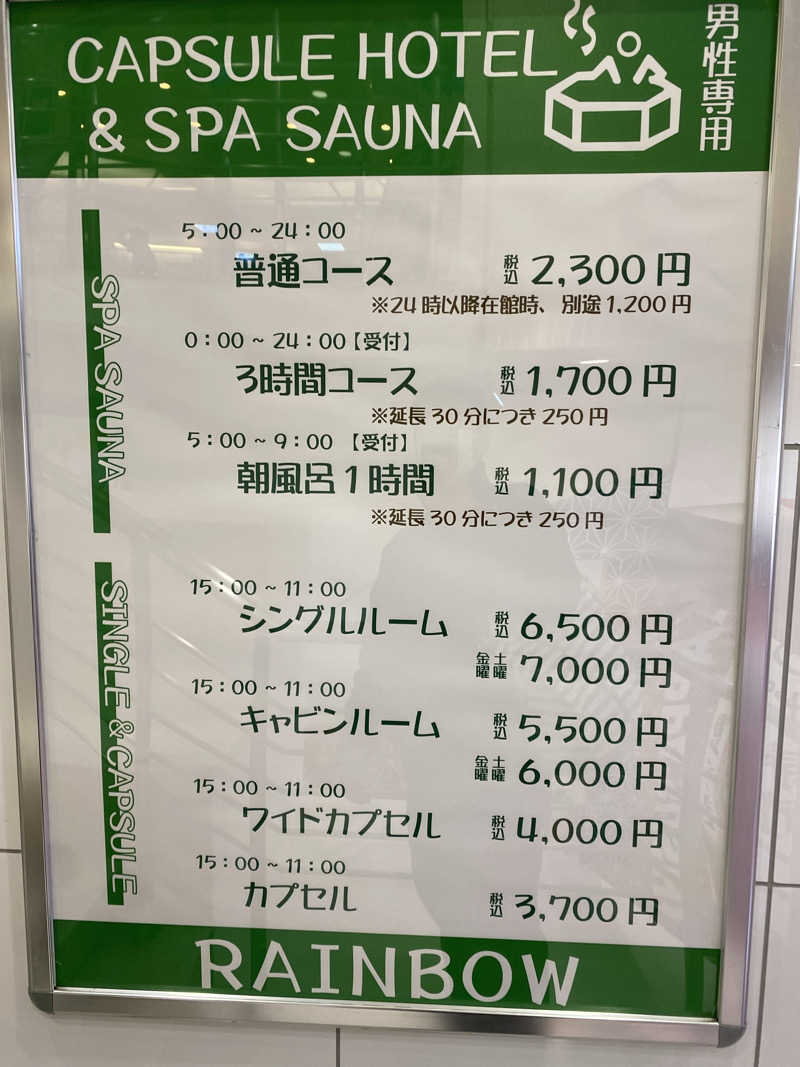 CAPSULE HOTEL
& SPA SAUNA
男性専用
SPA SAUNA
5:00 ~ 24:00
普通コース 税込 2,300 円
※24 時以降在館時、別途 1,200 円
0:00 ~ 24:00【受付】
3時間コース 税込 1,700 円
※延長 30 分につき 250 円
5:00 ~ 9:00 【受付】
朝風呂 1 時間 税込 1,100 円
※延長 30 分につき 250 円
SINGLE & CAPSULE
15:00 ~ 11:00
シングルルーム 税込 6,500 円
金曜 土曜 7,000 円
15:00 ~ 11:00
キャビンルーム 税込 5,500 円
金曜 土曜 6,000 円
15:00 ~ 11:00
ワイドカプセル 税込 4,000 円
15:00 ~ 11:00
カプセル 税込 3,700 円
RAINBOW